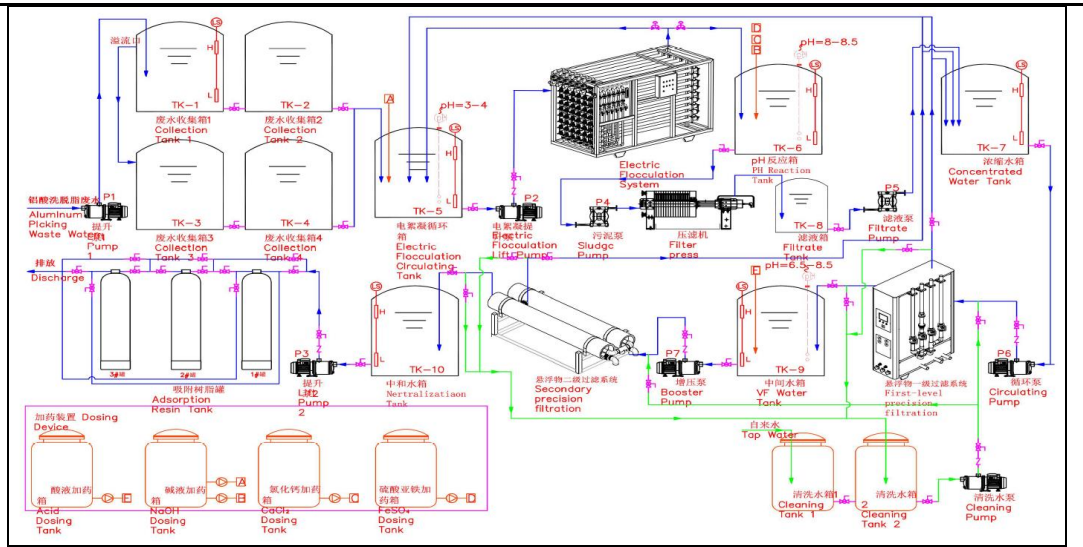 溢流口
LS
H
L
TK-1
废水收集箱1
Collection
Tank 1
TK-2
废水收集箱2
Collection
Tank 2
A
pH=3-4
LS
H
L
TK-5
电絮凝循环
箱
Electric
Flocculation
Clrculating
Tank
Electric
Flocculation
System
D
C
B
pH=8-8.5
LS
H
L
TK-6
pH反应箱
PH Reaction
Tank
LS
H
L
TK-7
浓缩水箱
Concentrated
Water Tank
铝酸洗脱脂废水
Aluminum
PIcking
Waste Water
P1
提升
Pump
1
TK-3
废水收集箱3
Collection
Tank 3
TK-4
废水收集箱4
Collection
P2
电絮凝提
Electric
Flocculation
Lift Pump
P4
污泥泵
Sludgc
Pump
压滤机
Filter
press
TK-8
滤液箱
Filtrate
Tank
P5
滤液泵
Filtrate
Pump
排放
Discharge
3#罐
2#罐
1#罐
吸附树脂罐
Adsorption
Resin Tank
P3
提升
Pump
2
LS
H
L
TK-10
中和水箱
Nertralizatiaon
Tank
悬浮物二级过滤系统
Secondary
precision
filtration
P7
增压泵
Booster
Pump
F
pH=6.5-8.5
LS
H
L
TK-9
中间水箱
VF Water
Tank
悬浮物一级过滤系统
First-level
precision
filtration
P6
循环泵
Circulating
Pump
加药装置 Dosing
Device
酸液加药
箱
Acid
Dosing
Tank
F
碱液加药
箱
NaOH
Dosing
Tank
A
B
氯化钙加药
箱
CaCl₂
Dosing
Tank
C
硫酸亚铁加
药箱
FeSO₄
Dosing
Tank
D
自来水
Tap Water
清洗水箱1
Cleaning
Tank 1
清洗水箱
2
Cleaning
Tank 2
清洗水泵
Cleaning
Pump